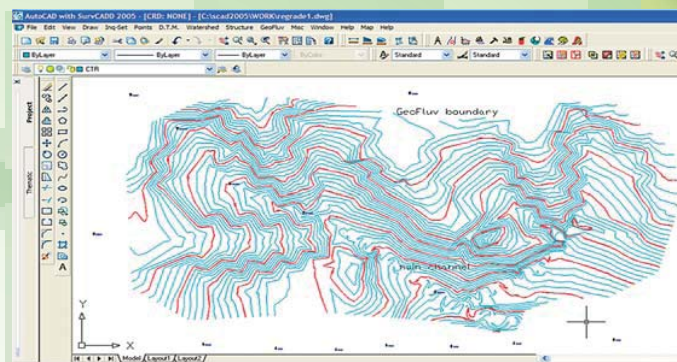 AutoCAD with SurvCADD 2005 - [CRD: NONE] - [C:\scad2005\WORK\regrade1.dwg]
File Edit View Draw Inq-Set Points D.T.M. Watershed Structure GeoFluv Misc Window Help Map Help
ByLayer ByLayer ByLayer ByColor Standard Standard
CTR
Project
Thematic
GeoFluv boundary
main channel
Y
X
Model Layout1 Layout2